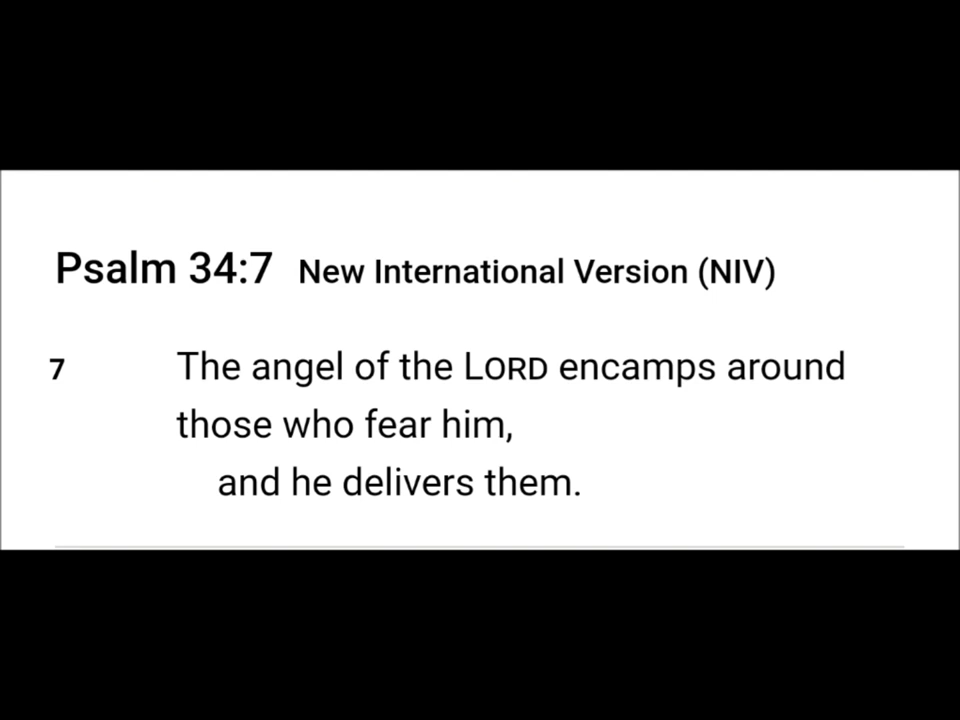 Psalm 34:7 New International Version (NIV)
7 The angel of the LORD encamps around
those who fear him,
and he delivers them.